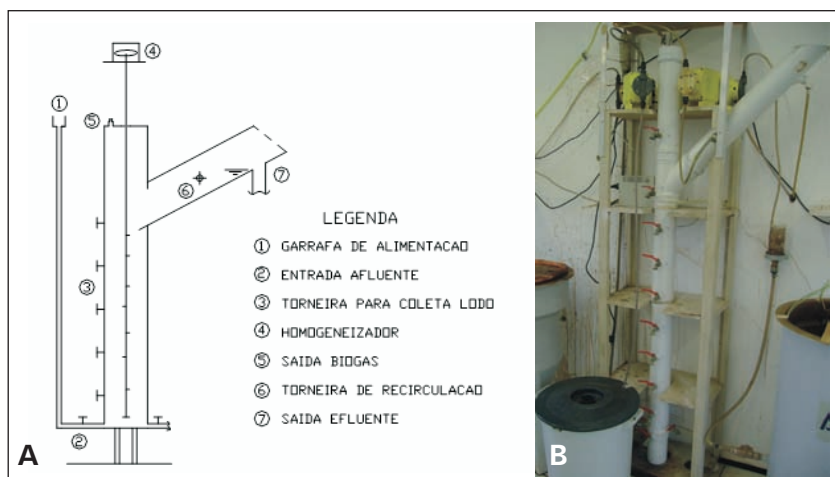 ④
①
⑤
⑥
⑦
③
②
LEGENDA
① GARRAFA DE ALIMENTACAO
② ENTRADA AFLUENTE
③ TORNEIRA PARA COLETA LODO
④ HOMOGENEIZADOR
⑤ SAIDA BIOGAS
⑥ TORNEIRA DE RECIRCULACAO
⑦ SAIDA EFLUENTE
A
B